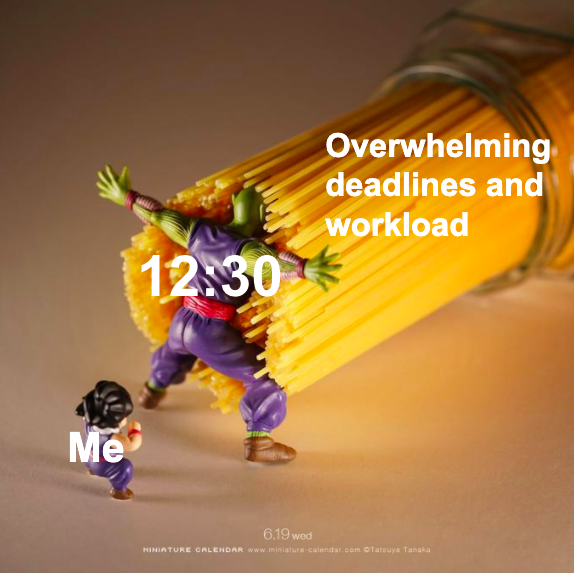 Overwhelming
deadlines and
workload
12:30
Me
6.19 wed
MINIATURE CALENDAR www.miniature-calendar.com ©Tatsuya Tanaka